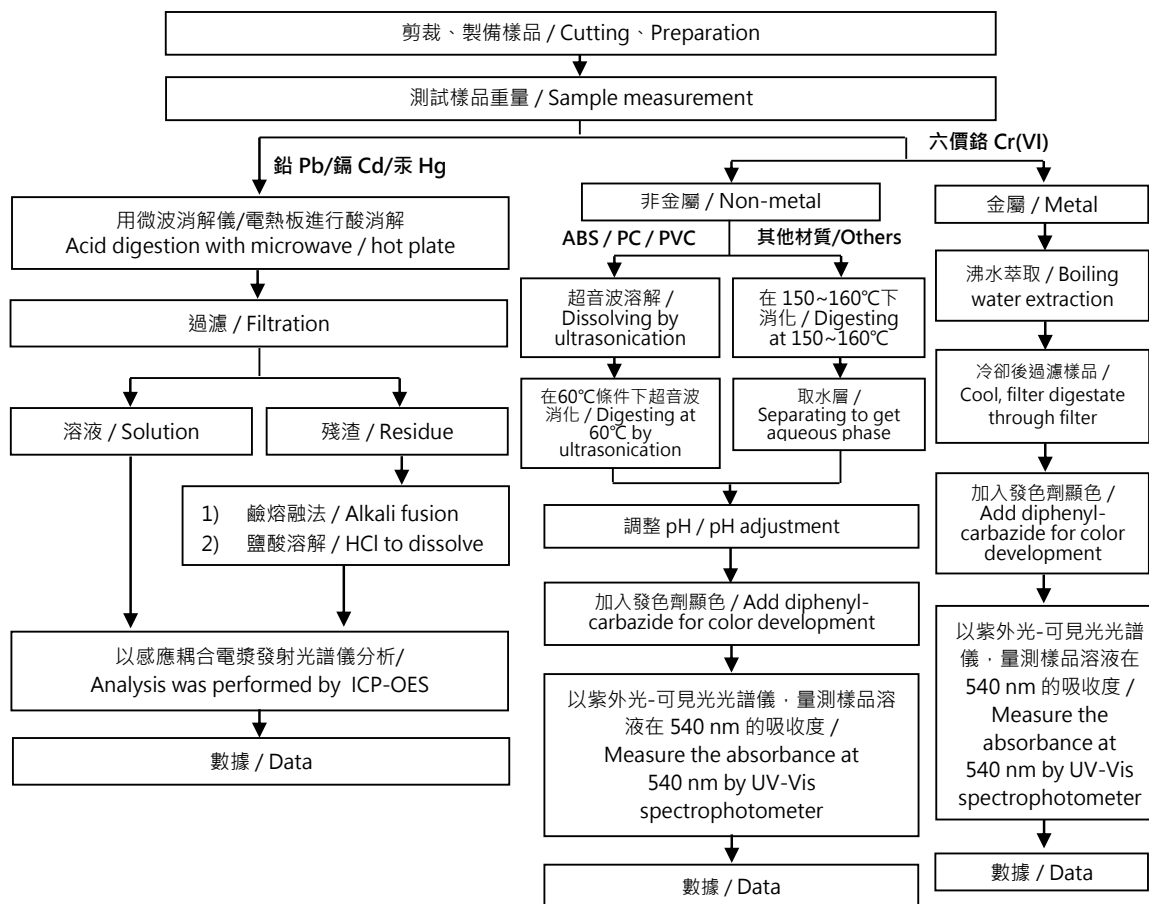 剪裁、製備樣品 / Cutting、Preparation
測試樣品重量 / Sample measurement
鉛 Pb/鎘 Cd/汞 Hg
用微波消解儀/電熱板進行酸消解
Acid digestion with microwave / hot plate
過濾 / Filtration
溶液 / Solution
殘渣 / Residue
1) 鹼熔融法 / Alkali fusion
2) 鹽酸溶解 / HCl to dissolve
以感應耦合電漿發射光譜儀分析/
Analysis was performed by ICP-OES
數據 / Data
六價鉻 Cr(VI)
非金屬 / Non-metal
ABS / PC / PVC
其他材質/Others
超音波溶解 /
Dissolving by
ultrasonication
在60℃條件下超音波
消化 / Digesting at
60℃ by
ultrasonication
在 150~160℃下
消化 / Digesting
at 150~160℃
取水層 /
Separating to get
aqueous phase
調整 pH / pH adjustment
加入發色劑顯色 / Add diphenyl-
carbazide for color development
以紫外光-可見光光譜儀，量測樣品溶
液在 540 nm 的吸收度 /
Measure the absorbance at
540 nm by UV-Vis
spectrophotometer
數據 / Data
金屬 / Metal
沸水萃取 / Boiling
water extraction
冷卻後過濾樣品 /
Cool, filter digestate
through filter
加入發色劑顯色 /
Add diphenyl-
carbazide for color
development
以紫外光-可見光光譜
儀，量測樣品溶液在
540 nm 的吸收度 /
Measure the
absorbance at
540 nm by UV-Vis
spectrophotometer
數據 / Data